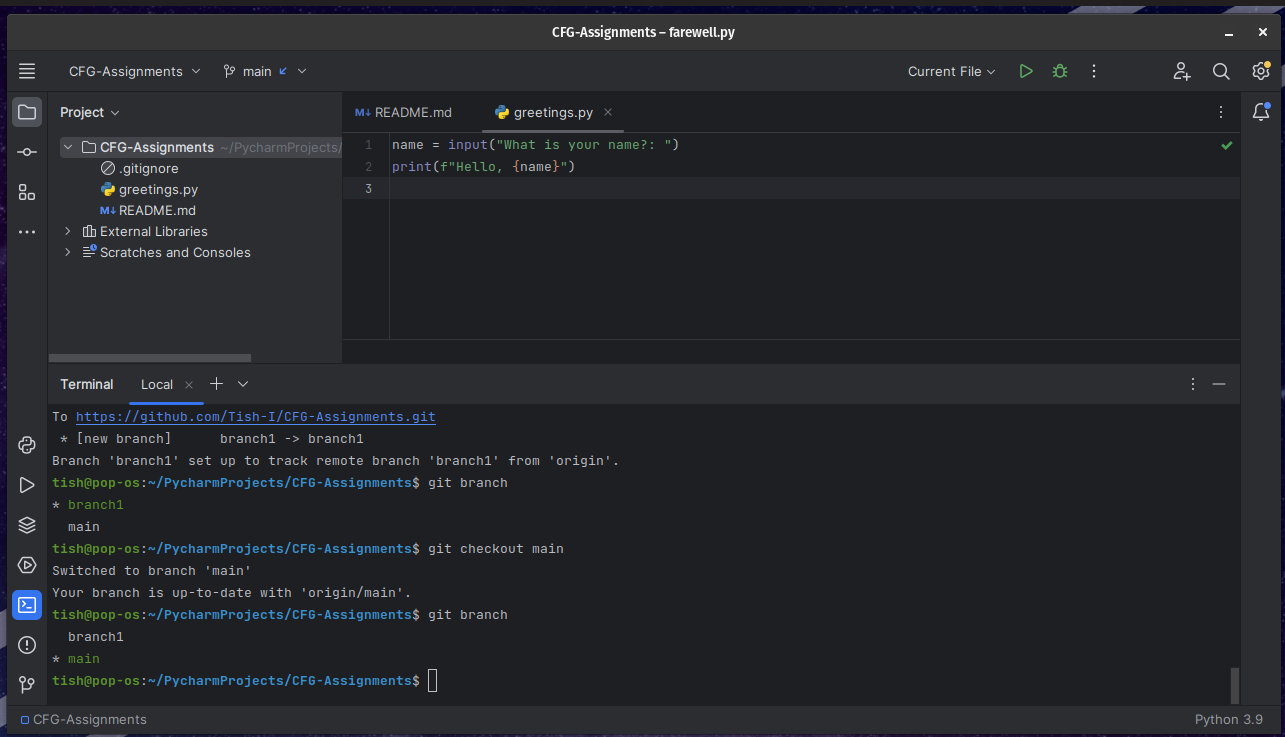 CFG-Assignments – farewell.py
CFG-Assignments main Current File
Project
README.md greetings.py
CFG-Assignments ~/PycharmProjects/
.gitignore
greetings.py
README.md
External Libraries
Scratches and Consoles
1 name = input("What is your name?: ")
2 print(f"Hello, {name}")
3
Terminal Local
To https://github.com/Tish-I/CFG-Assignments.git
* [new branch]      branch1 -> branch1
Branch 'branch1' set up to track remote branch 'branch1' from 'origin'.
tish@pop-os:~/PycharmProjects/CFG-Assignments$ git branch
* branch1
  main
tish@pop-os:~/PycharmProjects/CFG-Assignments$ git checkout main
Switched to branch 'main'
Your branch is up-to-date with 'origin/main'.
tish@pop-os:~/PycharmProjects/CFG-Assignments$ git branch
  branch1
* main
tish@pop-os:~/PycharmProjects/CFG-Assignments$
CFG-Assignments Python 3.9